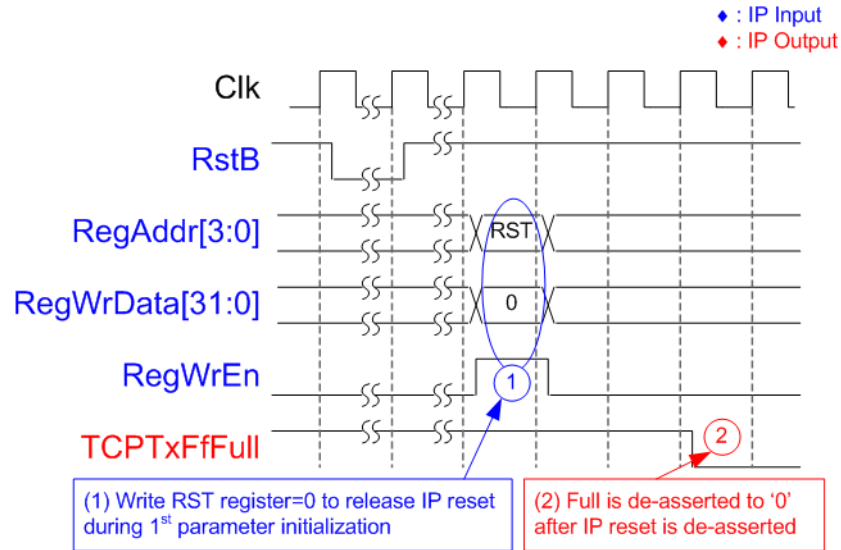 ♦ : IP Input
♦ : IP Output
Clk
RstB
RegAddr[3:0]
RST
RegWrData[31:0]
0
RegWrEn
1
TCPTxFfFull
2
(1) Write RST register=0 to release IP reset
during 1st parameter initialization
(2) Full is de-asserted to ‘0’
after IP reset is de-asserted